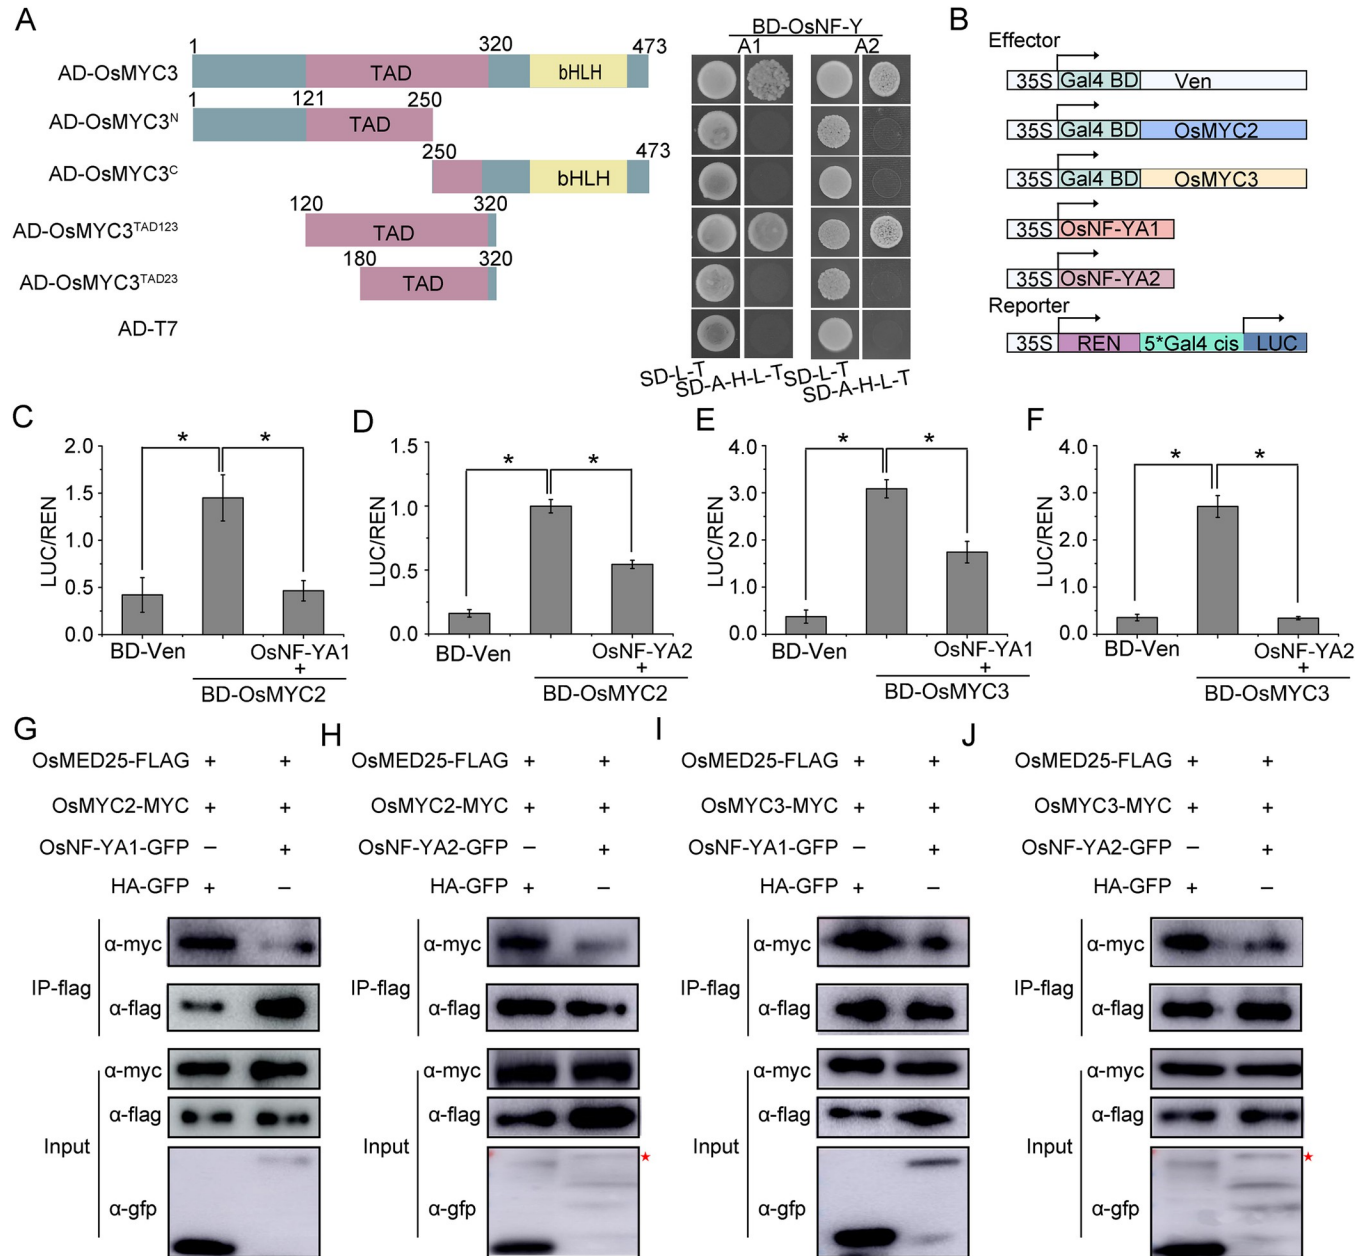 A
BD-OsNF-Y
A1 A2
1 320 473
AD-OsMYC3 TAD bHLH
1 121 250
AD-OsMYC3N TAD
250 473
AD-OsMYC3C bHLH
120 320
AD-OsMYC3TAD123 TAD
180 320
AD-OsMYC3TAD23 TAD
AD-T7
SD-L-T SD-A-H-L-T SD-L-T SD-A-H-L-T
B
Effector
35S Gal4 BD Ven
35S Gal4 BD OsMYC2
35S Gal4 BD OsMYC3
35S OsNF-YA1
35S OsNF-YA2
Reporter
35S REN 5*Gal4 cis LUC
C
LUC/REN
2.0
1.5
1.0
0.5
0.0
* *
BD-Ven OsNF-YA1
+
BD-OsMYC2
D
LUC/REN
1.5
1.0
0.5
0.0
* *
BD-Ven OsNF-YA2
+
BD-OsMYC2
E
LUC/REN
4.0
3.0
2.0
1.0
0.0
* *
BD-Ven OsNF-YA1
+
BD-OsMYC3
F
LUC/REN
4.0
3.0
2.0
1.0
0.0
* *
BD-Ven OsNF-YA2
+
BD-OsMYC3
G
OsMED25-FLAG + +
OsMYC2-MYC + +
OsNF-YA1-GFP − +
HA-GFP + −
IP-flag
α-myc
α-flag
Input
α-myc
α-flag
α-gfp
H
OsMED25-FLAG + +
OsMYC2-MYC + +
OsNF-YA2-GFP − +
HA-GFP + −
IP-flag
α-myc
α-flag
Input
α-myc
α-flag
α-gfp
I
OsMED25-FLAG + +
OsMYC3-MYC + +
OsNF-YA1-GFP − +
HA-GFP + −
IP-flag
α-myc
α-flag
Input
α-myc
α-flag
α-gfp
J
OsMED25-FLAG + +
OsMYC3-MYC + +
OsNF-YA2-GFP − +
HA-GFP + −
IP-flag
α-myc
α-flag
Input
α-myc
α-flag
α-gfp